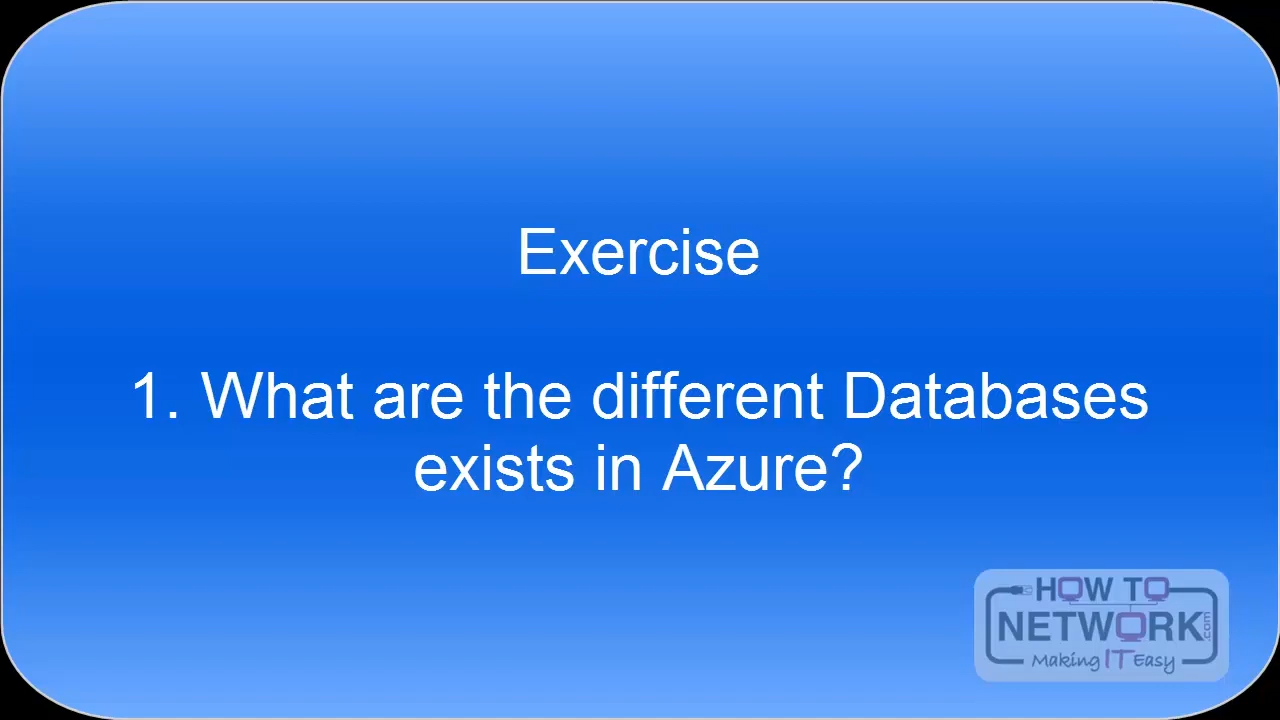 Exercise
1. What are the different Databases
exists in Azure?
HOW TO
NETWORK.com
Making IT Easy